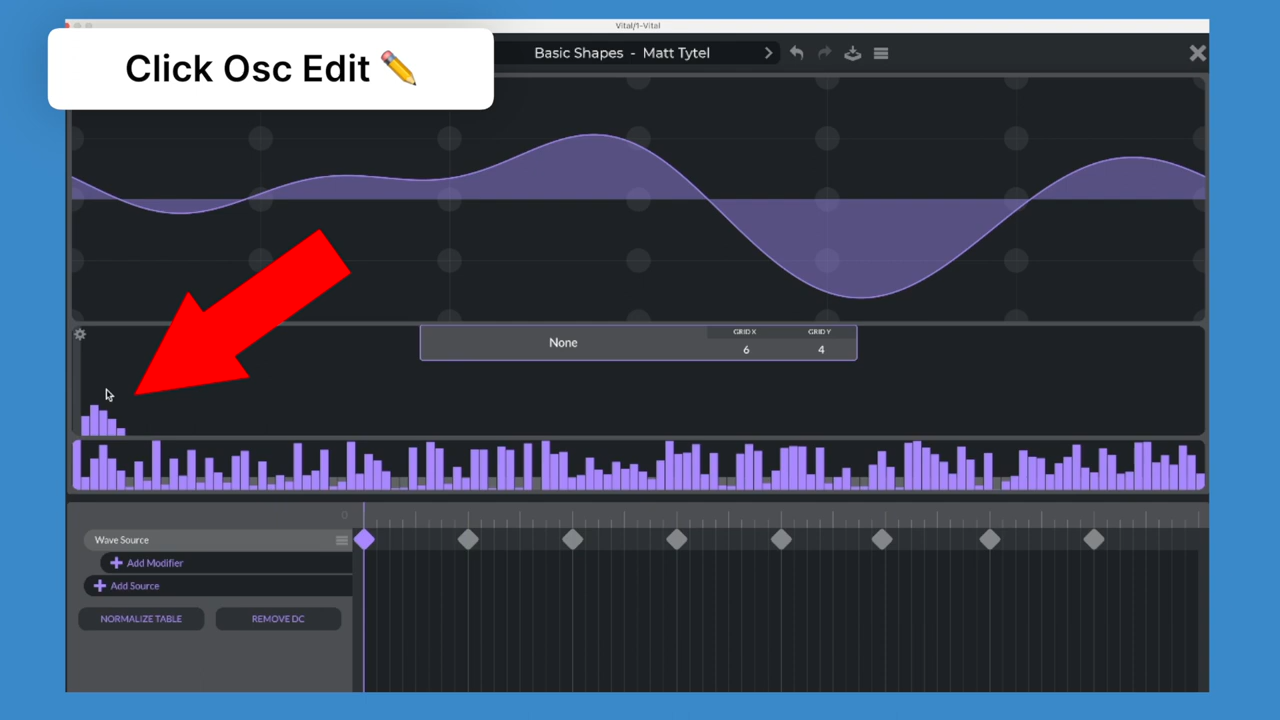 Vital/1-Vital
Click Osc Edit ✏️
Basic Shapes - Matt Tytel
None
GRID X
6
GRID Y
4
0
Wave Source
Add Modifier
Add Source
NORMALIZE TABLE
REMOVE DC